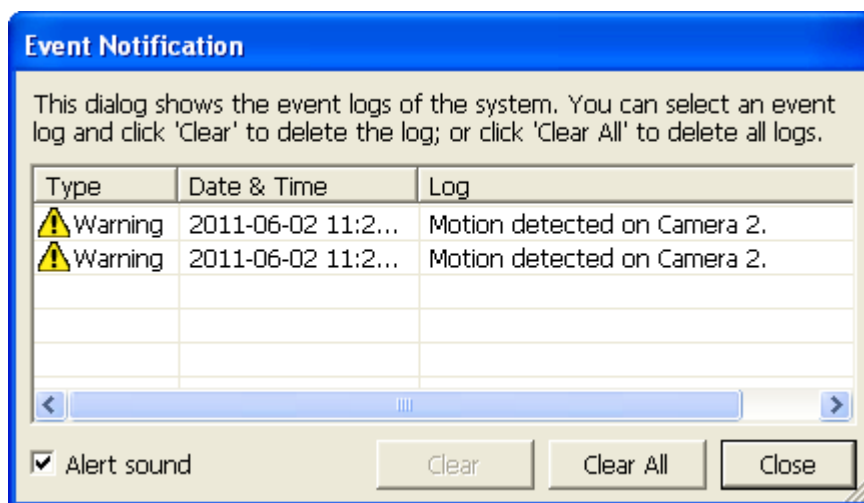 Event Notification
This dialog shows the event logs of the system. You can select an event
log and click 'Clear' to delete the log; or click 'Clear All' to delete all logs.
Type Date & Time Log
Warning 2011-06-02 11:2... Motion detected on Camera 2.
Warning 2011-06-02 11:2... Motion detected on Camera 2.
Alert sound Clear Clear All Close